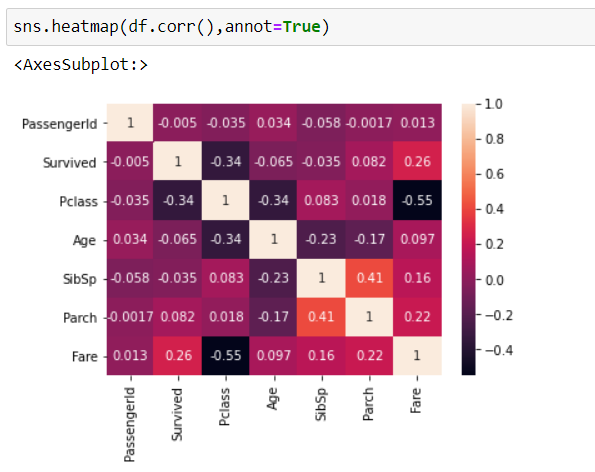 sns.heatmap(df.corr(),annot=True)
<AxesSubplot:>
PassengerId 1 -0.005 -0.035 0.034 -0.058 -0.0017 0.013
Survived -0.005 1 -0.34 -0.065 -0.035 0.082 0.26
Pclass -0.035 -0.34 1 -0.34 0.083 0.018 -0.55
Age 0.034 -0.065 -0.34 1 -0.23 -0.17 0.097
SibSp -0.058 -0.035 0.083 -0.23 1 0.41 0.16
Parch -0.0017 0.082 0.018 -0.17 0.41 1 0.22
Fare 0.013 0.26 -0.55 0.097 0.16 0.22 1
PassengerId
Survived
Pclass
Age
SibSp
Parch
Fare
1.0
0.8
0.6
0.4
0.2
0.0
-0.2
-0.4